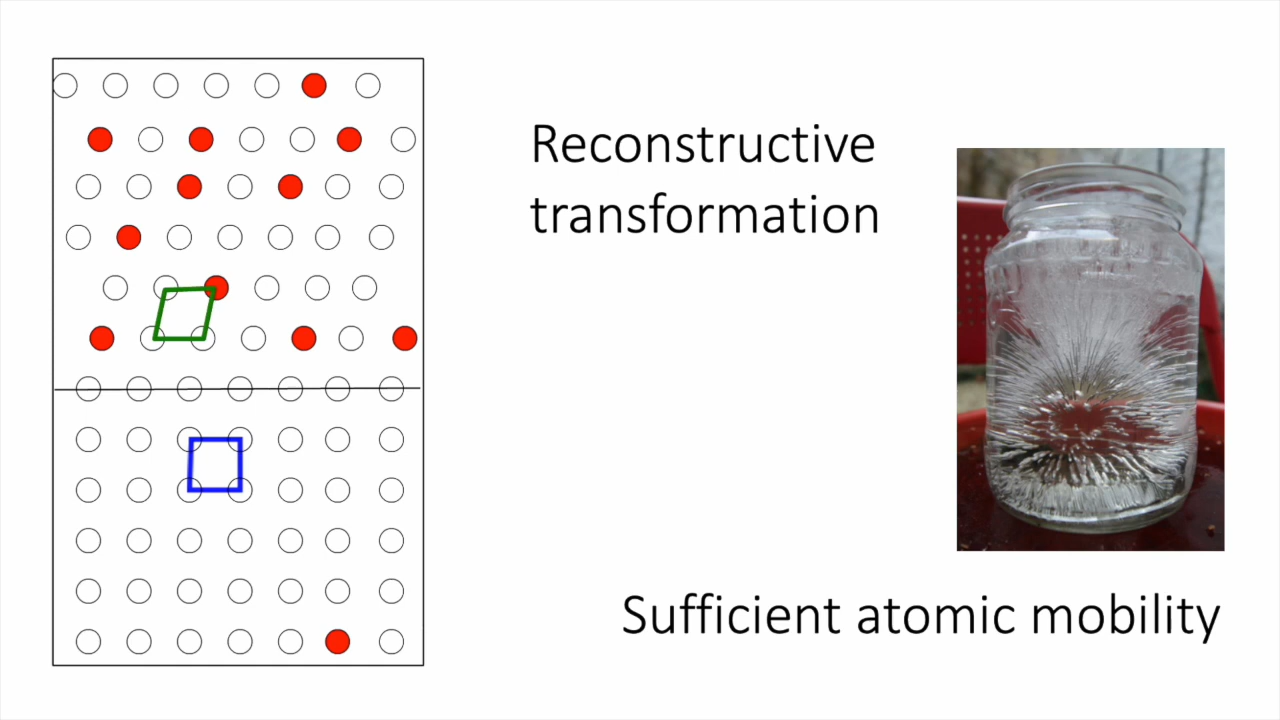 Reconstructive
transformation
Sufficient atomic mobility